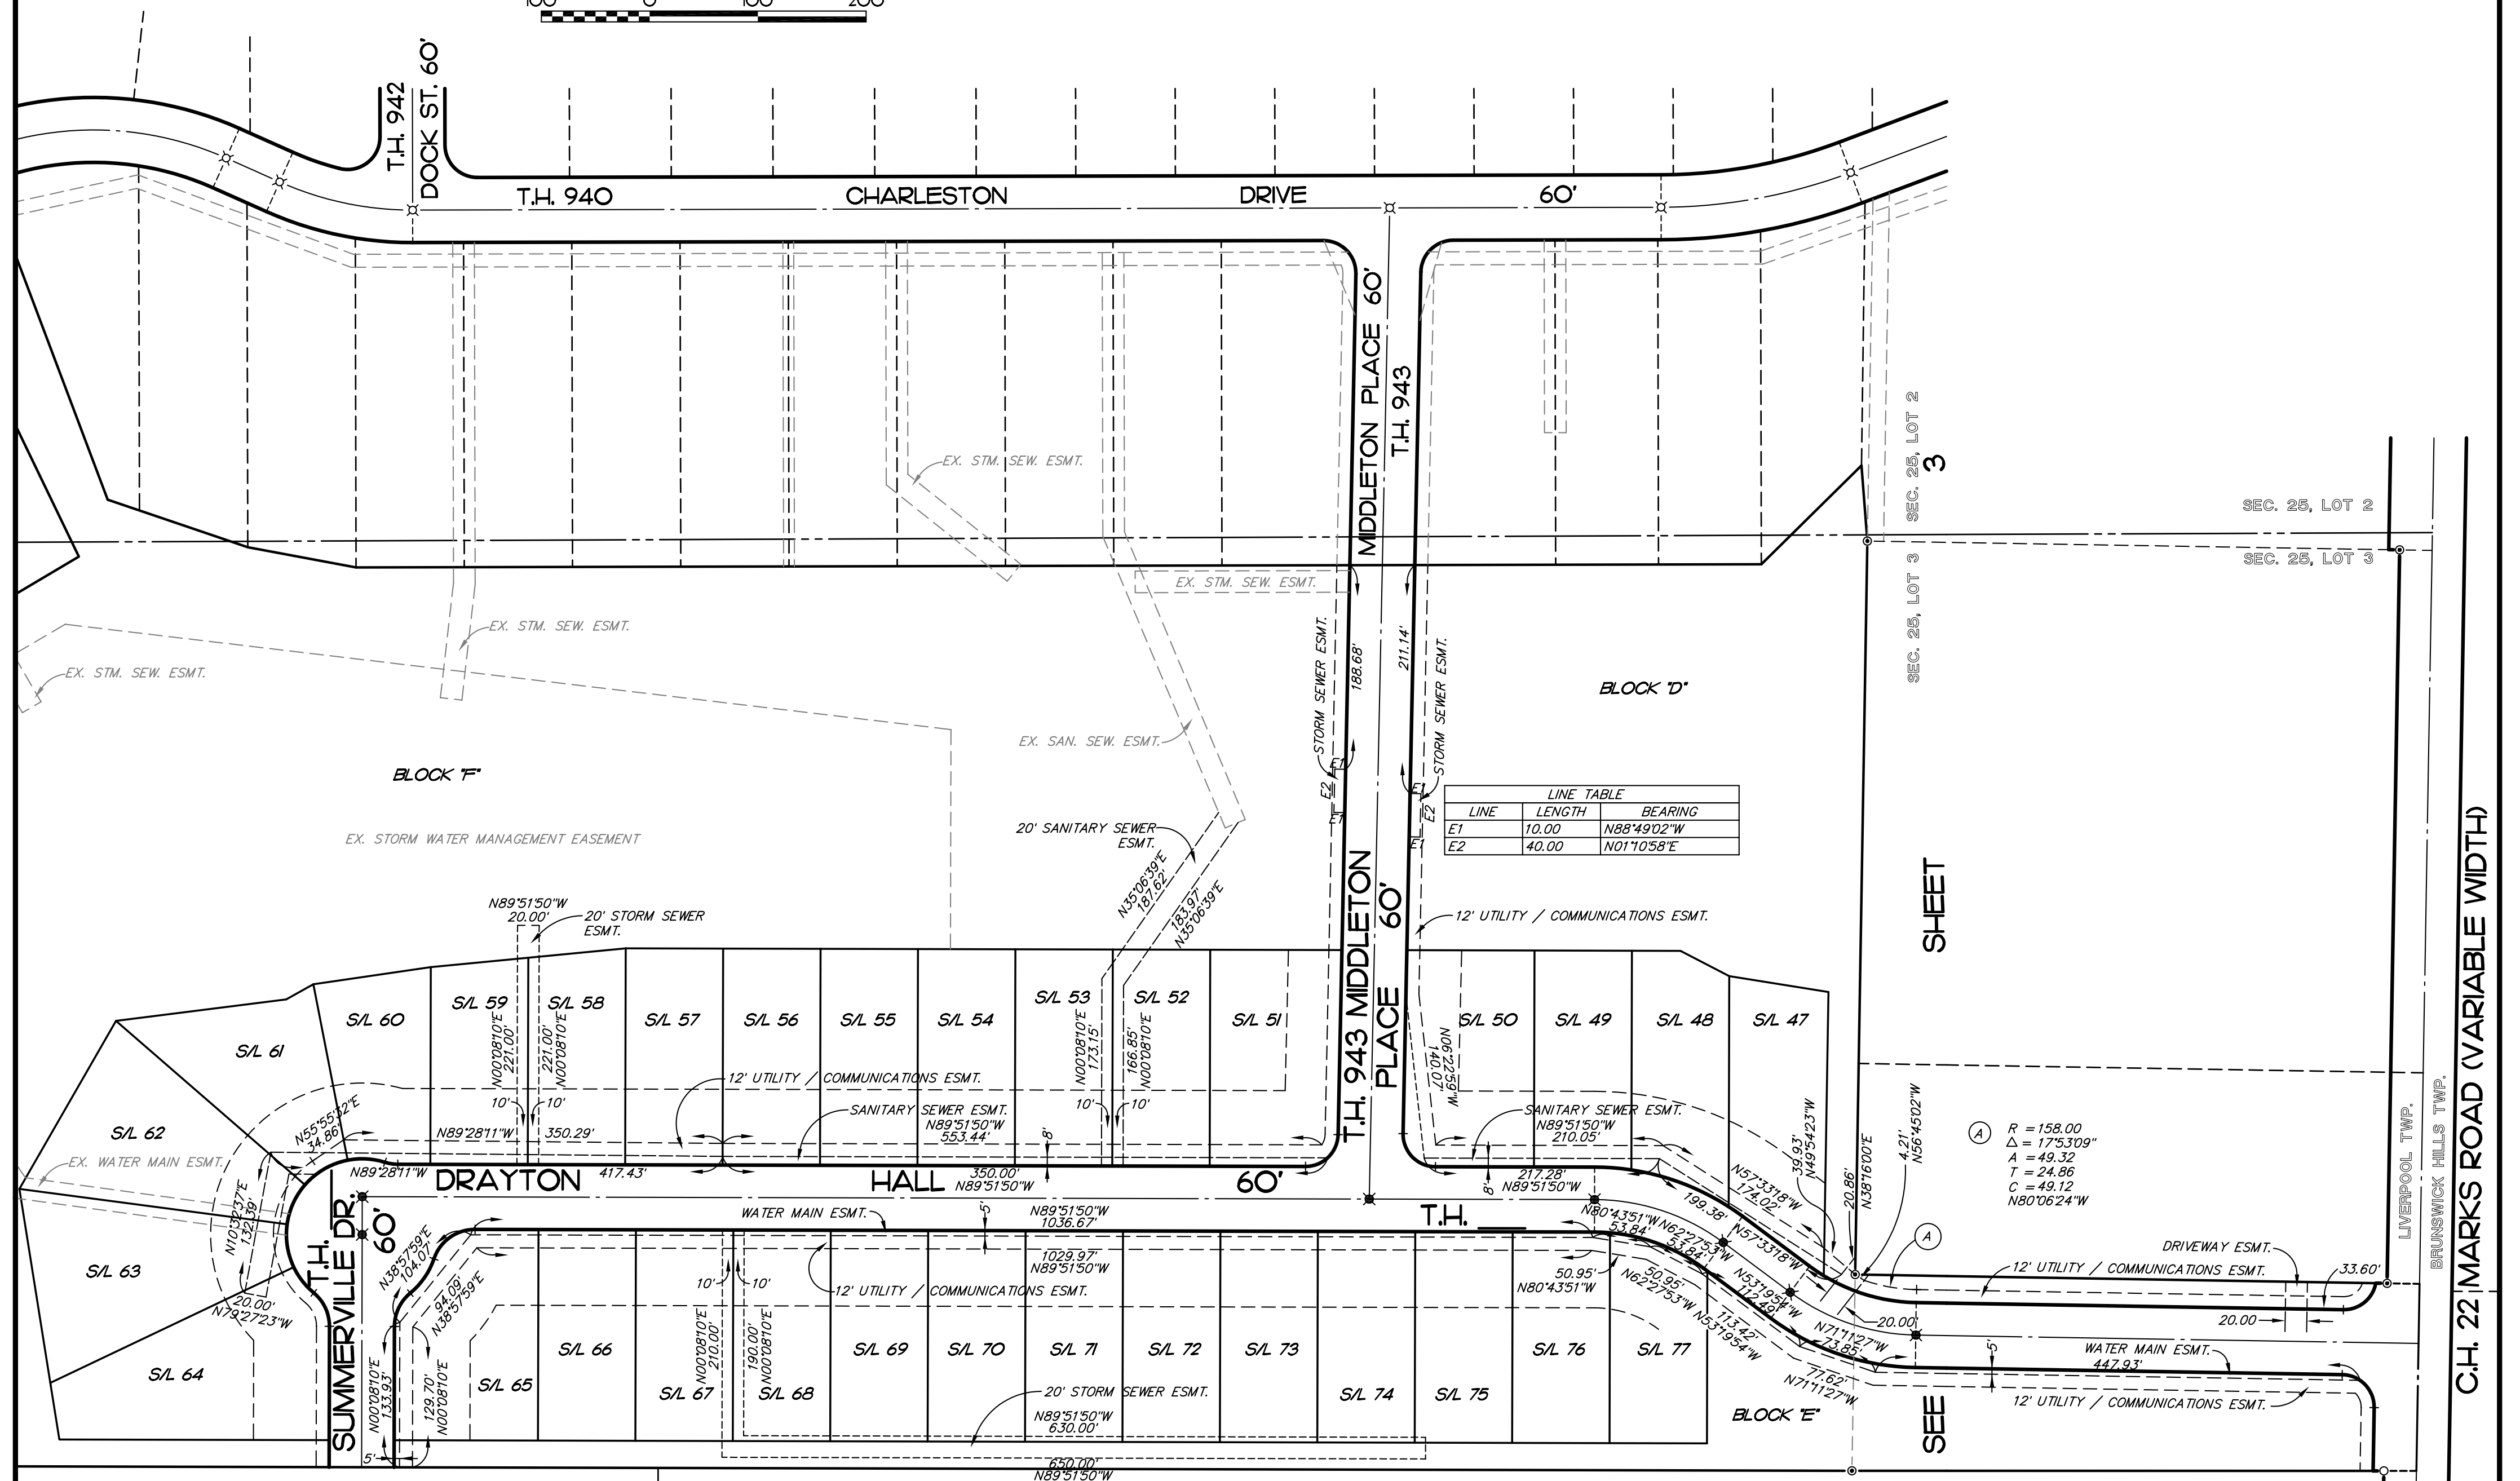 100 0 100 200
T.H. 942
DOCK ST. 60'
T.H. 940 CHARLESTON DRIVE 60'
MIDDLETON PLACE 60'
T.H. 943
EX. STM. SEW. ESMT.
SEC. 25, LOT 2
3
SEC. 25, LOT 2
SEC. 25, LOT 3
SEC. 25, LOT 3
EX. STM. SEW. ESMT.
EX. STM. SEW. ESMT.
EX. STM. SEW. ESMT.
STORM SEWER ESMT.
188.68'
211.14'
STORM SEWER ESMT.
BLOCK "D"
EX. SAN. SEW. ESMT.
BLOCK "F"
E1
E2
E1
E1
E2
E1
LINE TABLE
LINE LENGTH BEARING
E1 10.00 N88°49'02"W
E2 40.00 N01°10'58"E
EX. STORM WATER MANAGEMENT EASEMENT
20' SANITARY SEWER
ESMT.
N35°06'39"E
187.62'
183.97'
N35°06'39"E
T.H. 943 MIDDLETON
PLACE 60'
SHEET
C.H. 22 MARKS ROAD (VARIABLE WIDTH)
N89°51'50"W
20.00'
20' STORM SEWER
ESMT.
12' UTILITY / COMMUNICATIONS ESMT.
S/L 60
S/L 59
S/L 58
S/L 57
S/L 56
S/L 55
S/L 54
S/L 53
S/L 52
S/L 51
S/L 50
S/L 49
S/L 48
S/L 47
S/L 61
S/L 62
S/L 63
S/L 64
N00°08'10"E
221.00'
221.00'
N00°08'10"E
N00°08'10"E
173.15'
166.85'
N00°08'10"E
N06°22'59"W
140.07'
12' UTILITY / COMMUNICATIONS ESMT.
10' 10'
10' 10'
SANITARY SEWER ESMT.
N89°51'50"W
553.44'
SANITARY SEWER ESMT.
N89°51'50"W
210.05'
N55°55'52"E
34.86'
N89°28'11"W 350.29'
8'
EX. WATER MAIN ESMT.
N89°28'11"W
417.43'
350.00'
N89°51'50"W
8'
217.28'
N89°51'50"W
DRAYTON HALL 60'
N10°32'37"E
132.39'
20.00'
N79°27'23"W
T.H.
SUMMERVILLE DR.
60'
N38°57'59"E
104.07'
94.09'
N38°57'59"E
WATER MAIN ESMT.
5'
N89°51'50"W
1036.67'
T.H.
1029.97'
N89°51'50"W
12' UTILITY / COMMUNICATIONS ESMT.
10' 10'
N00°08'10"E
210.00'
190.00'
N00°08'10"E
N57°33'18"W
174.02'
199.38'
N80°43'51"W
53.84'
N62°27'53"W
53.84'
N57°33'18"W
50.95'
N80°43'51"W
50.95'
N62°27'53"W
N53°19'54"W
112.49'
113.42'
N53°19'54"W
N71°11'27"W
73.85'
77.62'
N71°11'27"W
20.00'
39.93'
N49°54'23"W
20.86'
N38°16'00"E
4.21'
N56°45'02"W
A
R = 158.00
Δ = 17°53'09"
A = 49.32
T = 24.86
C = 49.12
N80°06'24"W
A
LIVERPOOL TWP.
BRUNSWICK HILLS TWP.
DRIVEWAY ESMT.
12' UTILITY / COMMUNICATIONS ESMT.
33.60'
20.00
5'
WATER MAIN ESMT.
447.93'
12' UTILITY / COMMUNICATIONS ESMT.
N00°08'10"E
133.93'
129.70'
N00°08'10"E
5'
S/L 65
S/L 66
S/L 67
S/L 68
S/L 69
S/L 70
S/L 71
S/L 72
S/L 73
S/L 74
S/L 75
S/L 76
S/L 77
20' STORM SEWER ESMT.
N89°51'50"W
630.00'
BLOCK "E"
SEE
650.00'
N89°51'50"W